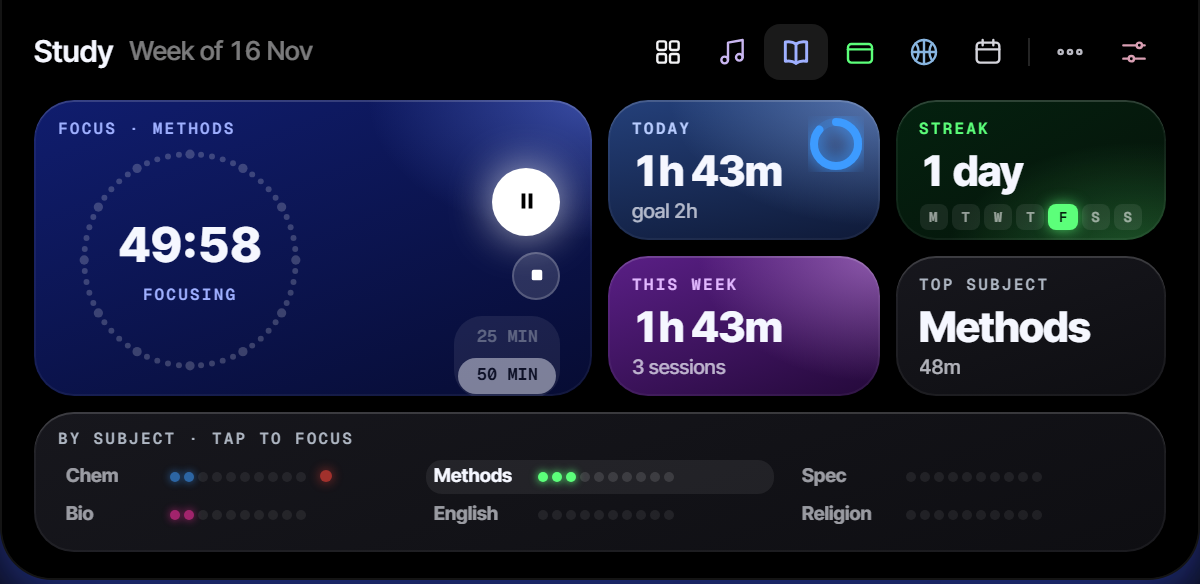 Study Week of 16 Nov
FOCUS · METHODS
49:58
FOCUSING
25 MIN
50 MIN
TODAY
1h 43m
goal 2h
STREAK
1 day
M T W T F S S
THIS WEEK
1h 43m
3 sessions
TOP SUBJECT
Methods
48m
BY SUBJECT · TAP TO FOCUS
Chem
Methods
Spec
Bio
English
Religion